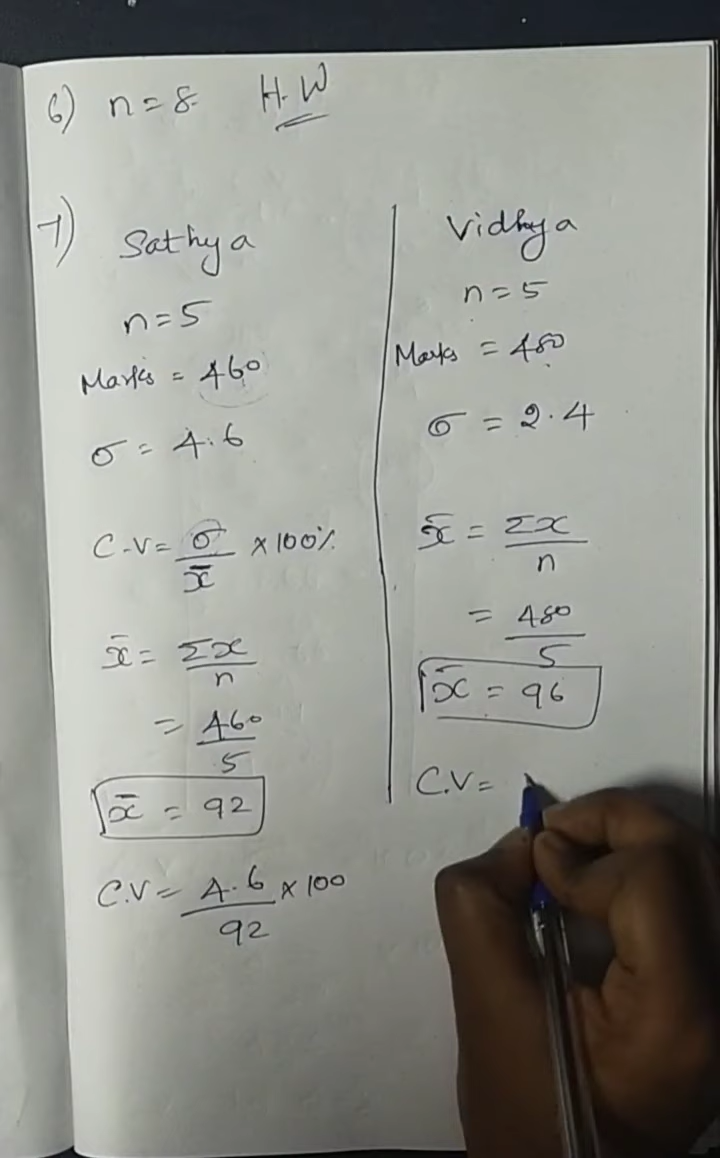 6) n = 8. H.W
7) Sathya
n = 5
Marks = 460
σ = 4.6
C.V = σ/x̄ × 100%
x̄ = Σx/n
= 460/5
x̄ = 92
C.V = 4.6/92 × 100
Vidhya
n = 5
Marks = 480
σ = 2.4
x̄ = Σx/n
= 480/5
x̄ = 96
C.V =